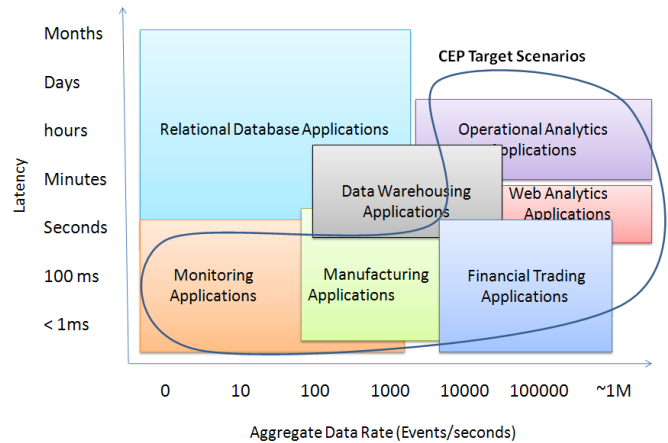 Months
CEP Target Scenarios
Days
hours
Relational Database Applications
Operational Analytics
Applications
Minutes
Latency
Data Warehousing
Applications
Web Analytics
Applications
Seconds
100 ms
Monitoring
Applications
Manufacturing
Applications
Financial Trading
Applications
< 1ms
0 10 100 1000 10000 100000 ~1M
Aggregate Data Rate (Events/seconds)